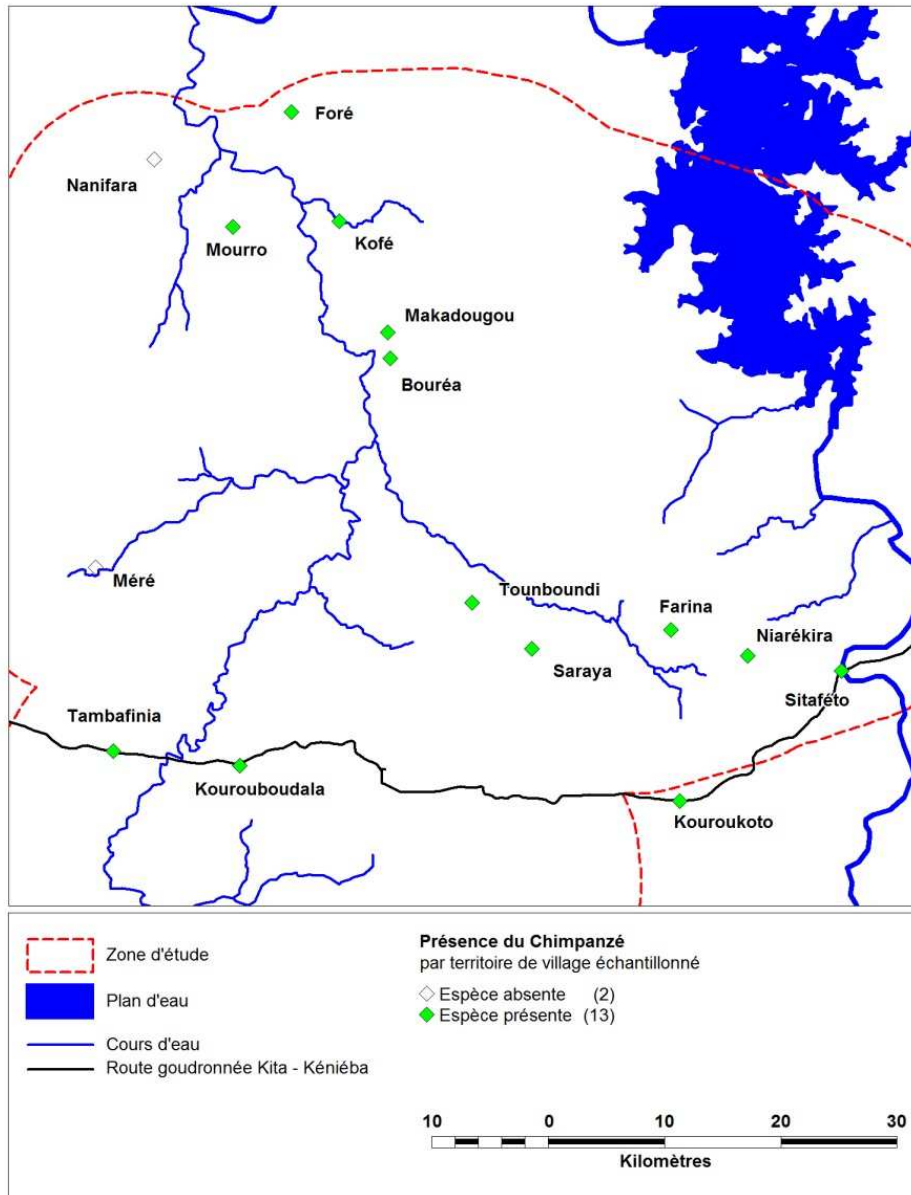 Foré
Nanifara
Mourro
Kofé
Makadougou
Bouréa
Méré
Tounboundi
Farina
Niarékira
Saraya
Sitaféto
Tambafinia
Kourouboudala
Kouroukoto
Zone d'étude
Plan d'eau
Cours d'eau
Route goudronnée Kita - Kéniéba
Présence du Chimpanzé
par territoire de village échantillonné
Espèce absente (2)
Espèce présente (13)
10 0 10 20 30
Kilomètres